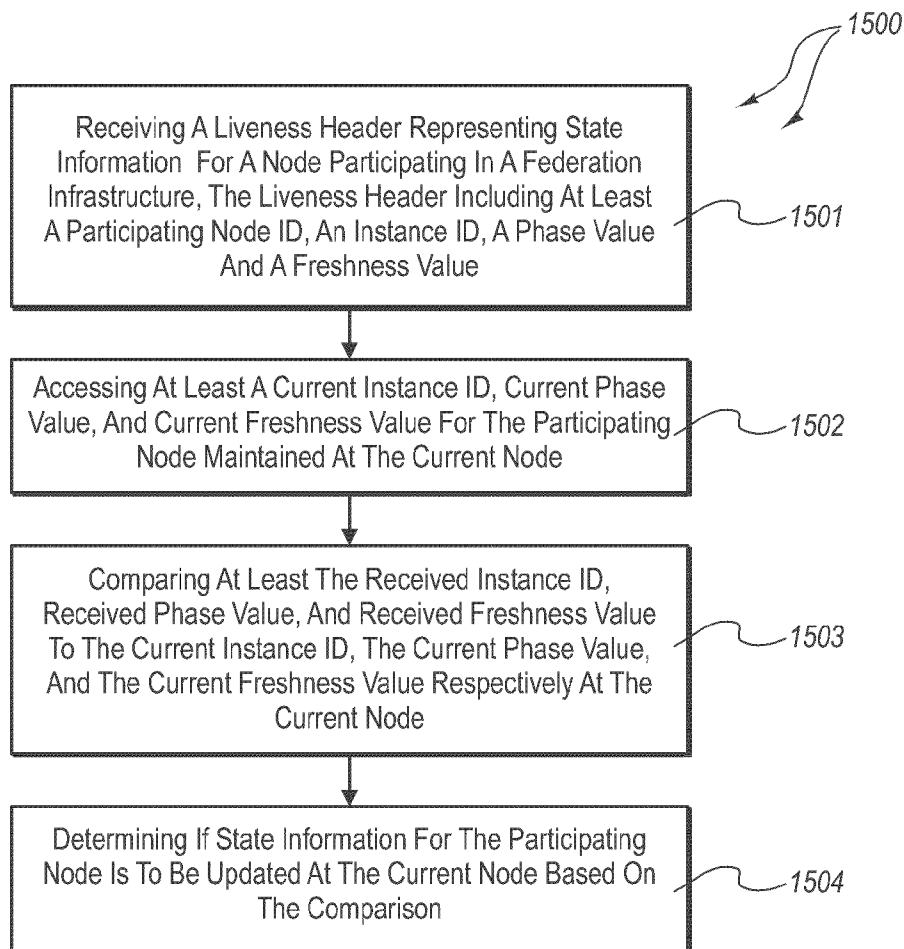 1500
Receiving A Liveness Header Representing State
Information For A Node Participating In A Federation
Infrastructure, The Liveness Header Including At Least
A Participating Node ID, An Instance ID, A Phase Value
And A Freshness Value
1501
Accessing At Least A Current Instance ID, Current Phase
Value, And Current Freshness Value For The Participating
Node Maintained At The Current Node
1502
Comparing At Least The Received Instance ID,
Received Phase Value, And Received Freshness Value
To The Current Instance ID, The Current Phase Value,
And The Current Freshness Value Respectively At The
Current Node
1503
Determining If State Information For The Participating
Node Is To Be Updated At The Current Node Based On
The Comparison
1504